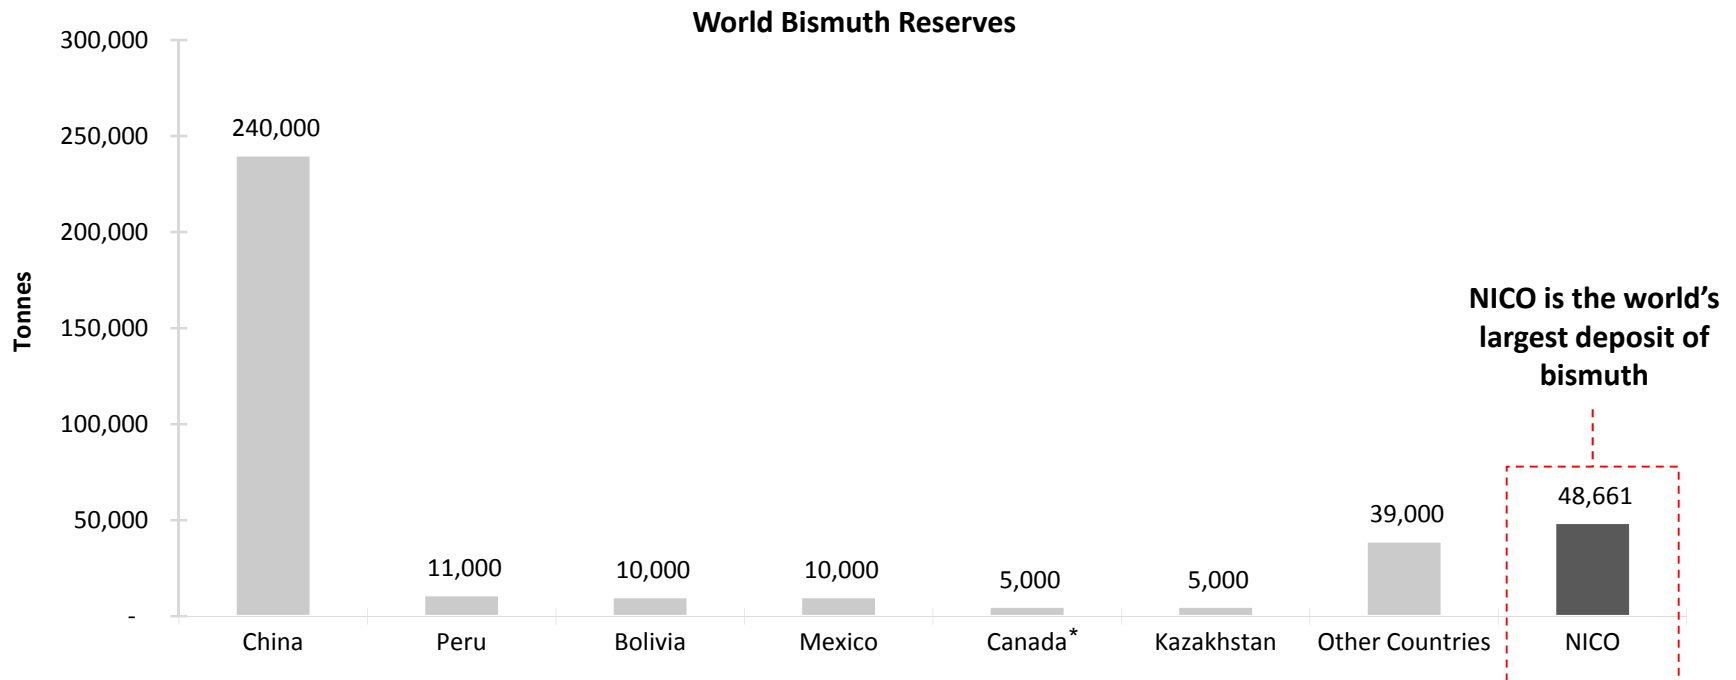 World Bismuth Reserves
300,000
250,000
200,000
150,000
100,000
50,000
-
Tonnes
240,000
11,000
10,000
10,000
5,000
5,000
39,000
48,661
NICO is the world’s
largest deposit of
bismuth
China
Peru
Bolivia
Mexico
Canada*
Kazakhstan
Other Countries
NICO